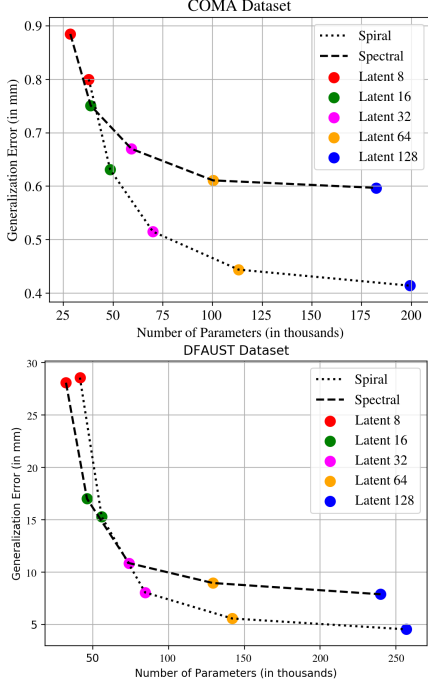 COMA Dataset
Generalization Error (in mm)
0.9
0.8
0.7
0.6
0.5
0.4
Spiral
Spectral
Latent 8
Latent 16
Latent 32
Latent 64
Latent 128
25 50 75 100 125 150 175 200
Number of Parameters (in thousands)
DFAUST Dataset
Generalization Error (in mm)
30
25
20
15
10
5
Spiral
Spectral
Latent 8
Latent 16
Latent 32
Latent 64
Latent 128
50 100 150 200 250
Number of Parameters (in thousands)